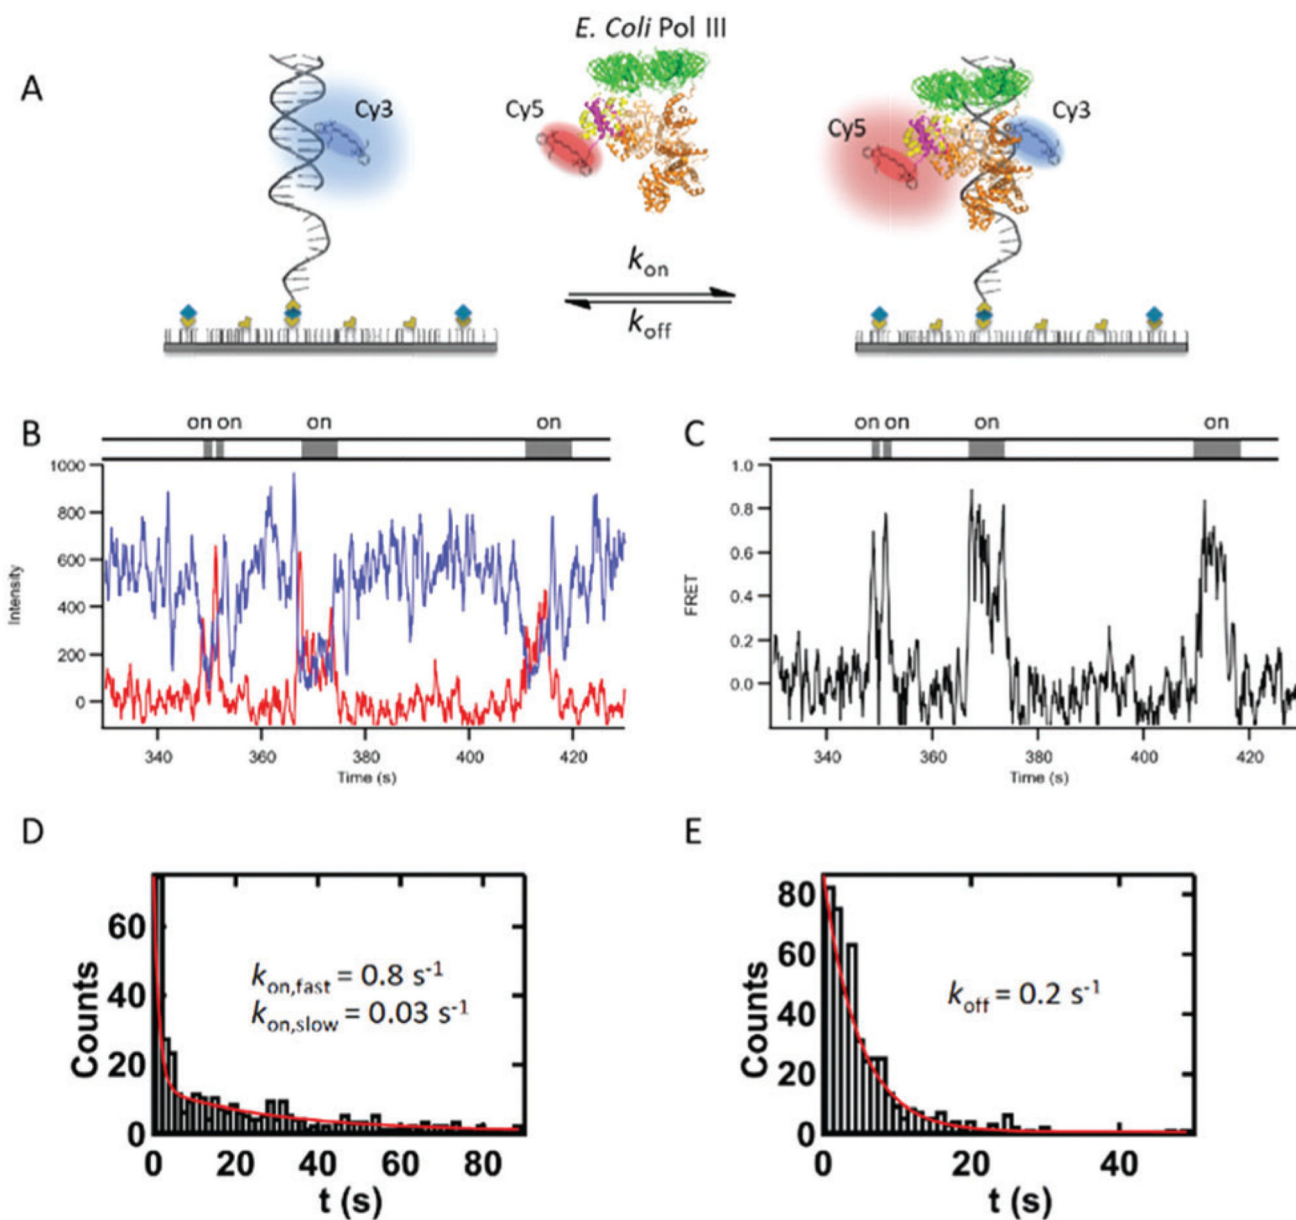 E. Coli Pol III
A
Cy3
Cy5
Cy5
Cy3
kon
koff
B
on on on on
1000
800
600
400
200
0
Intensity
340 360 380 400 420
Time (s)
C
on on on on
1.0
0.8
0.6
0.4
0.2
0.0
FRET
340 360 380 400 420
Time (s)
D
60
40
20
0
Counts
kon,fast = 0.8 s-1
kon,slow = 0.03 s-1
0 20 40 60 80
t (s)
E
80
60
40
20
0
Counts
koff = 0.2 s-1
0 20 40
t (s)